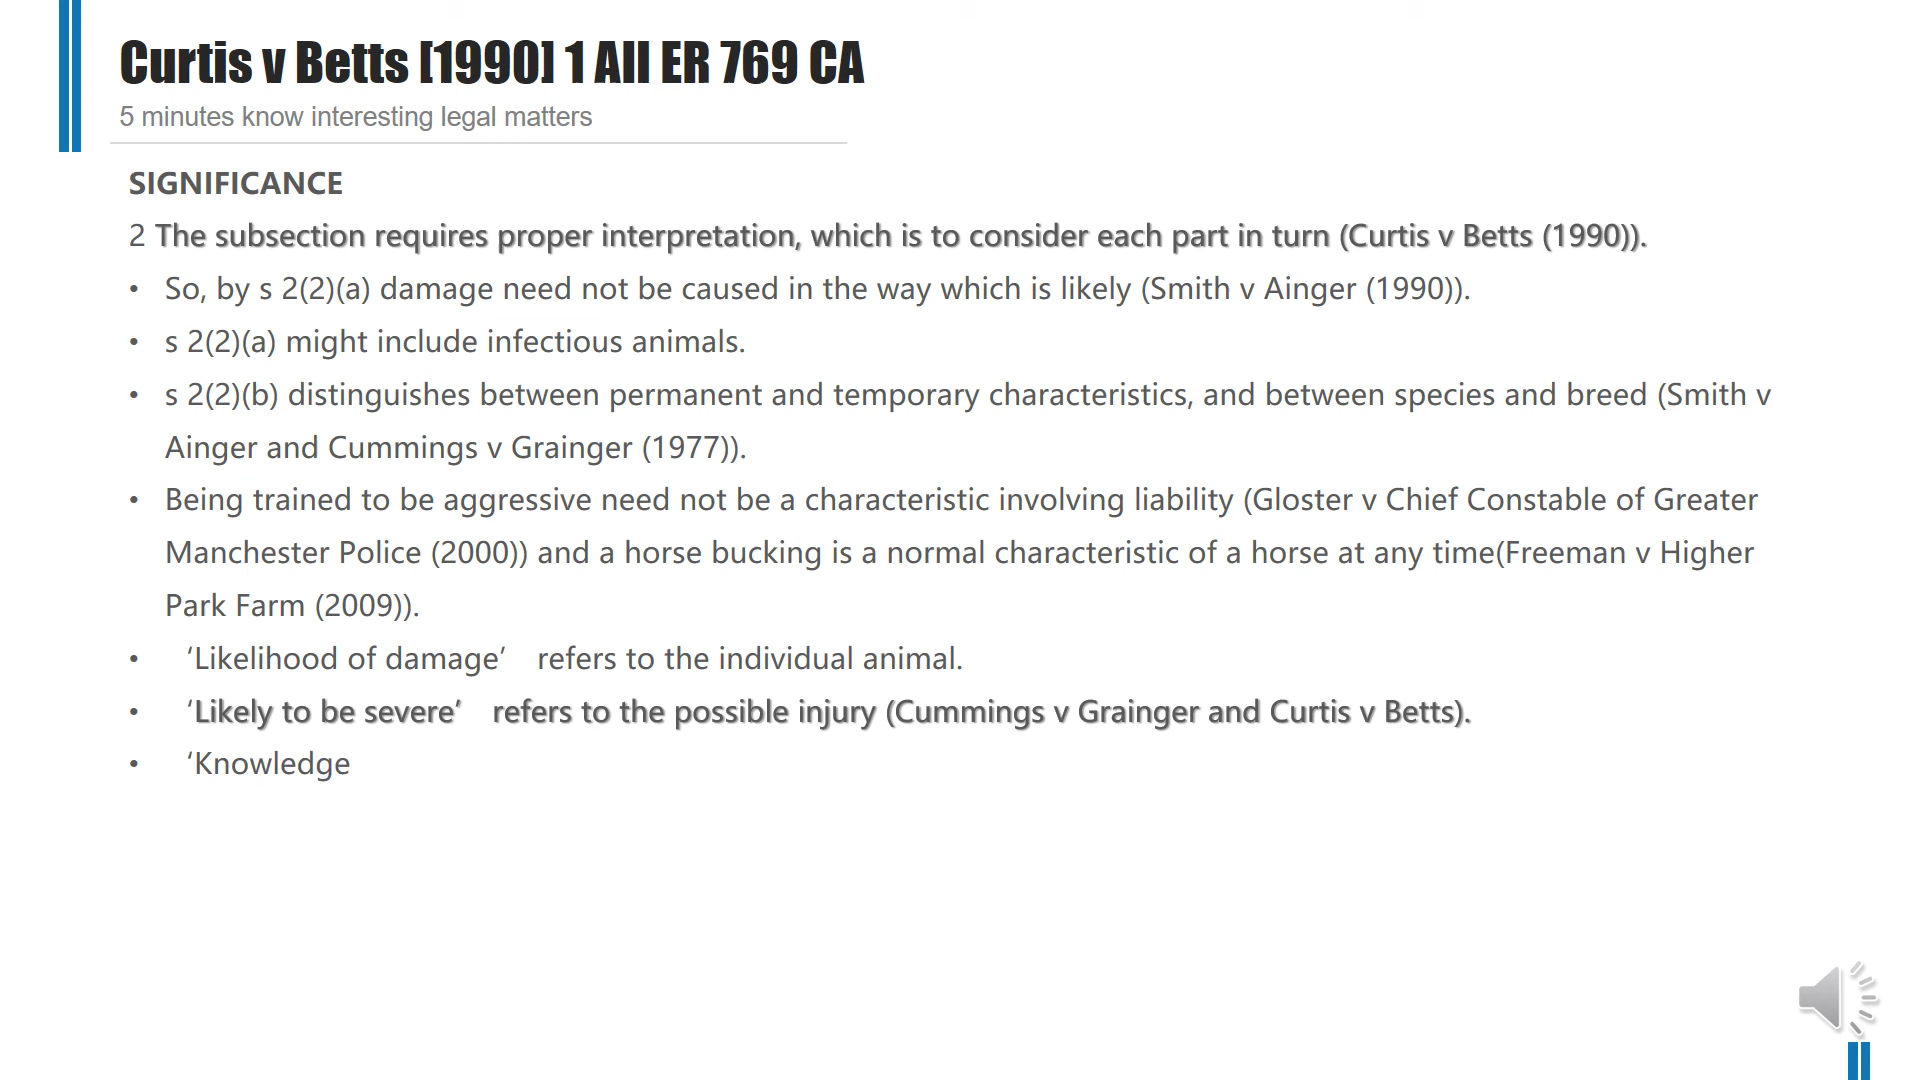 Curtis v Betts [1990] 1 All ER 769 CA
5 minutes know interesting legal matters
SIGNIFICANCE
2 The subsection requires proper interpretation, which is to consider each part in turn (Curtis v Betts (1990)).
• So, by s 2(2)(a) damage need not be caused in the way which is likely (Smith v Ainger (1990)).
• s 2(2)(a) might include infectious animals.
• s 2(2)(b) distinguishes between permanent and temporary characteristics, and between species and breed (Smith v
Ainger and Cummings v Grainger (1977)).
• Being trained to be aggressive need not be a characteristic involving liability (Gloster v Chief Constable of Greater
Manchester Police (2000)) and a horse bucking is a normal characteristic of a horse at any time(Freeman v Higher
Park Farm (2009)).
• ‘Likelihood of damage’ refers to the individual animal.
• ‘Likely to be severe’ refers to the possible injury (Cummings v Grainger and Curtis v Betts).
• ‘Knowledge